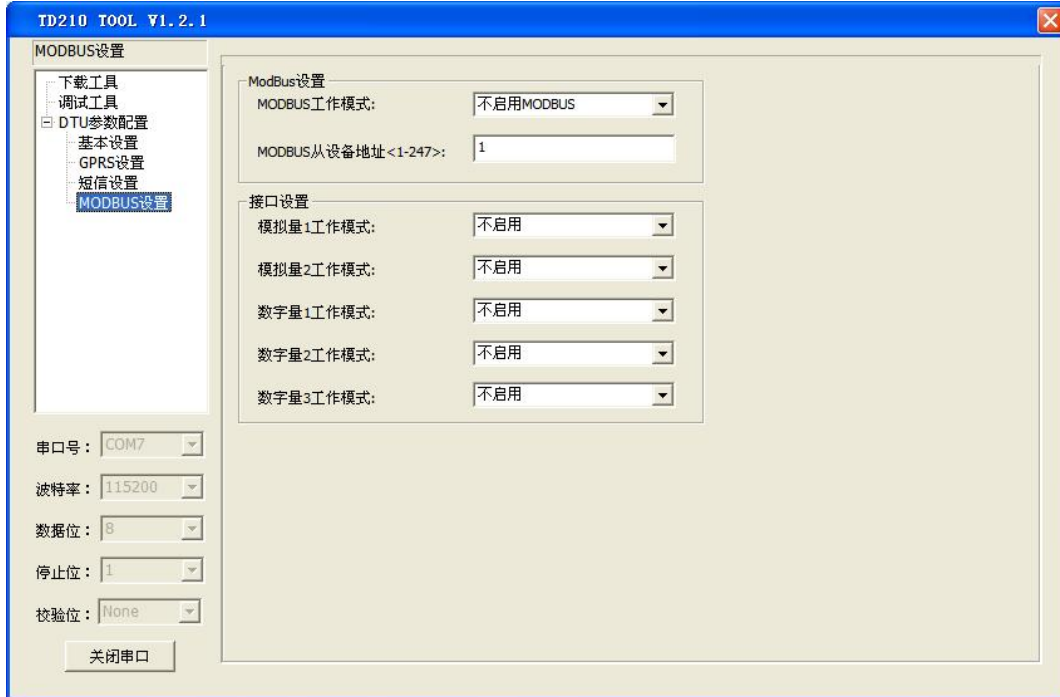 TD210 TOOL V1.2.1
MODBUS设置
下载工具
调试工具
DTU参数配置
基本设置
GPRS设置
短信设置
MODBUS设置
ModBus设置
MODBUS工作模式: 不启用MODBUS
MODBUS从设备地址<1-247>: 1
接口设置
模拟量1工作模式: 不启用
模拟量2工作模式: 不启用
数字量1工作模式: 不启用
数字量2工作模式: 不启用
数字量3工作模式: 不启用
串口号： COM7
波特率： 115200
数据位： 8
停止位： 1
校验位： None
关闭串口